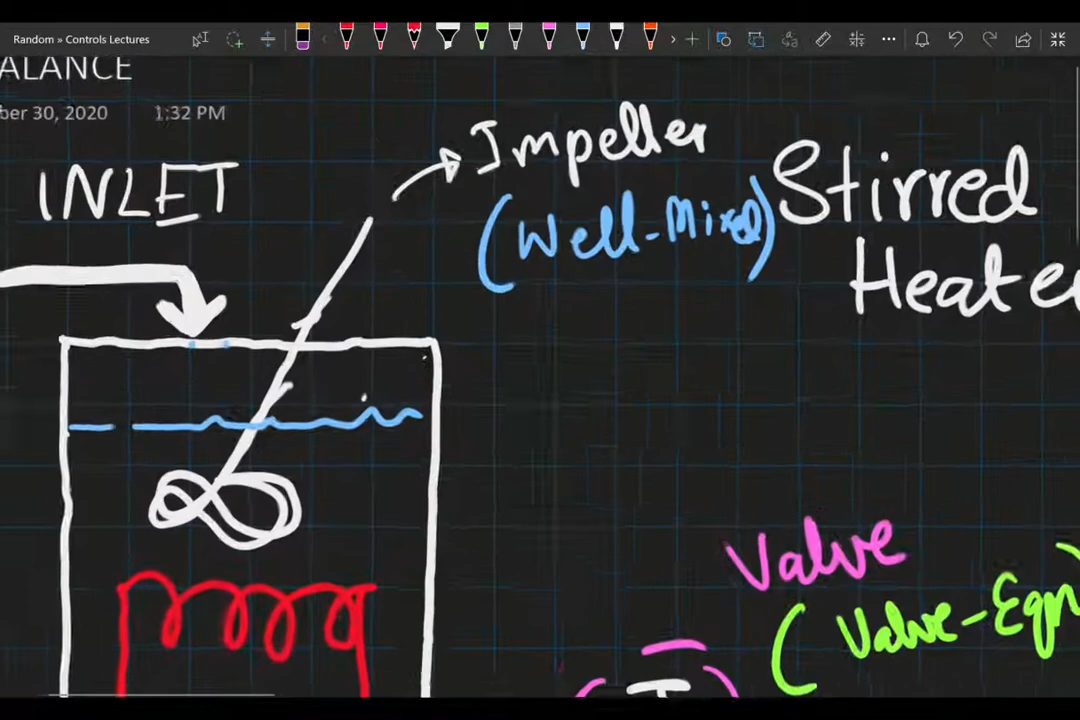 Random » Controls Lectures
ALANCE
ber 30, 2020 1:32 PM
INLET
Impeller
(Well-Mixed)
Stirred
Heater
Valve
(Valve-Eqn)